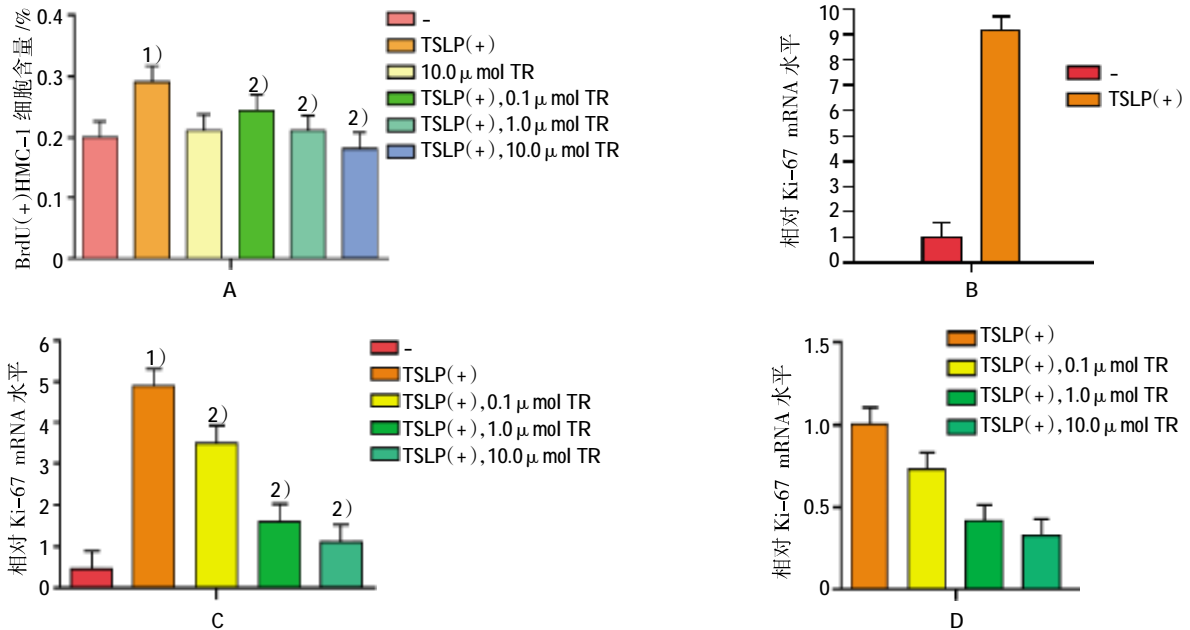 BrdU(+)HMC-1 细胞含量 /%
0.4
0.3
0.2
0.1
0
1)
2)
2)
2)
-
TSLP(+)
10.0 μ mol TR
TSLP(+),0.1 μ mol TR
TSLP(+),1.0 μ mol TR
TSLP(+),10.0 μ mol TR
A
相对 Ki-67 mRNA 水平
10
9
8
7
6
5
4
3
2
1
0
-
TSLP(+)
B
相对 Ki-67 mRNA 水平
6
5
4
3
2
1
0
1)
2)
2)
2)
-
TSLP(+)
TSLP(+),0.1 μ mol TR
TSLP(+),1.0 μ mol TR
TSLP(+),10.0 μ mol TR
C
相对 Ki-67 mRNA 水平
1.5
1.0
0.5
0
TSLP(+)
TSLP(+),0.1 μ mol TR
TSLP(+),1.0 μ mol TR
TSLP(+),10.0 μ mol TR
D